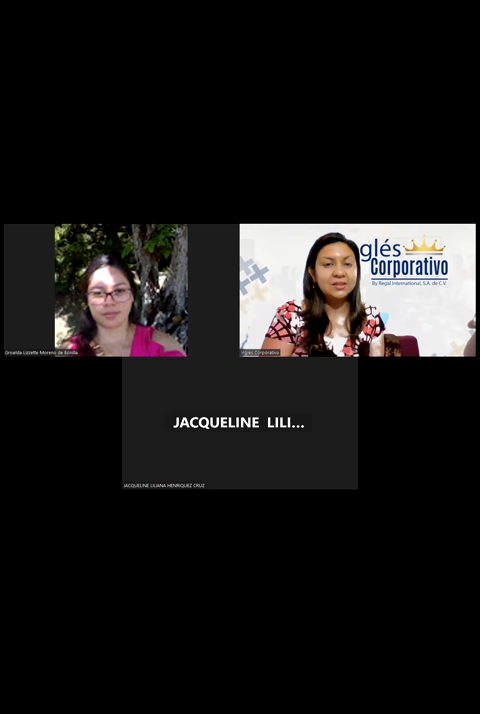 glés
Corporativo
By Regal International, S.A. de C.V.
Griselda Lizzette Moreno de Bonilla
Inglés Corporativo
JACQUELINE LILI...
JACQUELINE LILIANA HENRIQUEZ CRUZ